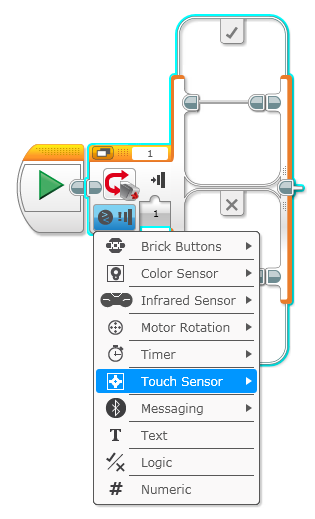 1
1
Brick Buttons
Color Sensor
Infrared Sensor
Motor Rotation
Timer
Touch Sensor
Messaging
T Text
Logic
# Numeric